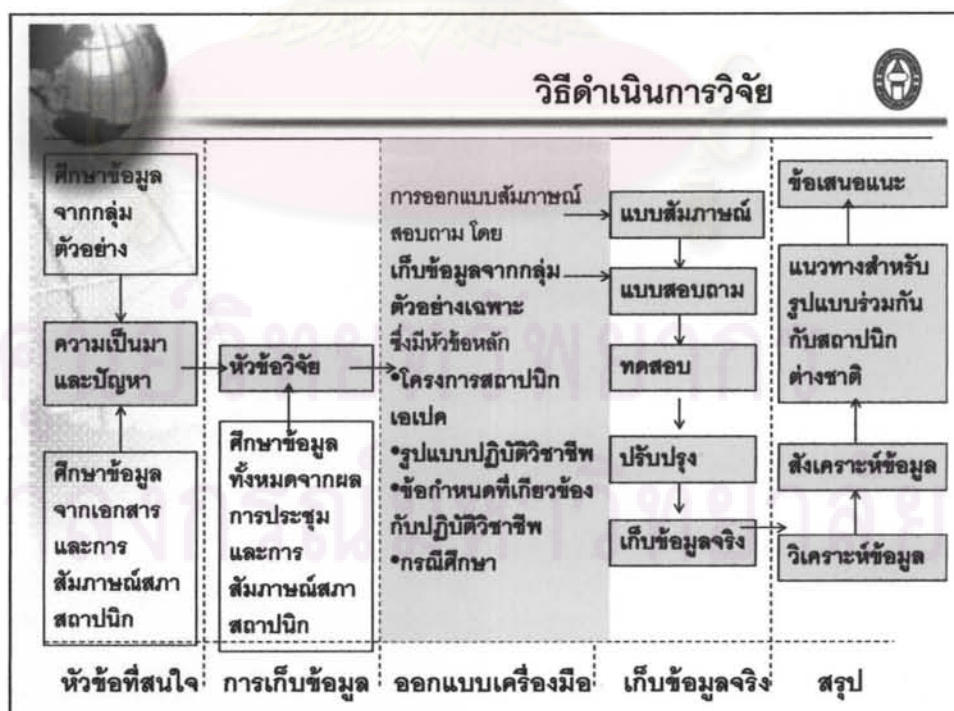 วิธีดำเนินการวิจัย
ศึกษาข้อมูล
จากกลุ่ม
ตัวอย่าง
ความเป็นมา
และปัญหา
ศึกษาข้อมูล
จากเอกสาร
และการ
สัมภาษณ์สภา
สถาปนิก
หัวข้อวิจัย
ศึกษาข้อมูล
ทั้งหมดจากผล
การประชุม
และการ
สัมภาษณ์สภา
สถาปนิก
การออกแบบสัมภาษณ์
สอบถาม โดย
เก็บข้อมูลจากกลุ่ม
ตัวอย่างเฉพาะ
ซึ่งมีหัวข้อหลัก
•โครงการสถาปนิก
เอเปค
•รูปแบบปฏิบัติวิชาชีพ
•ข้อกำหนดที่เกี่ยวข้อง
กับปฏิบัติวิชาชีพ
•กรณีศึกษา
แบบสัมภาษณ์
แบบสอบถาม
ทดสอบ
ปรับปรุง
เก็บข้อมูลจริง
ข้อเสนอแนะ
แนวทางสำหรับ
รูปแบบร่วมกัน
กับสถาปนิก
ต่างชาติ
สังเคราะห์ข้อมูล
วิเคราะห์ข้อมูล
หัวข้อที่สนใจ
การเก็บข้อมูล
ออกแบบเครื่องมือ
เก็บข้อมูลจริง
สรุป